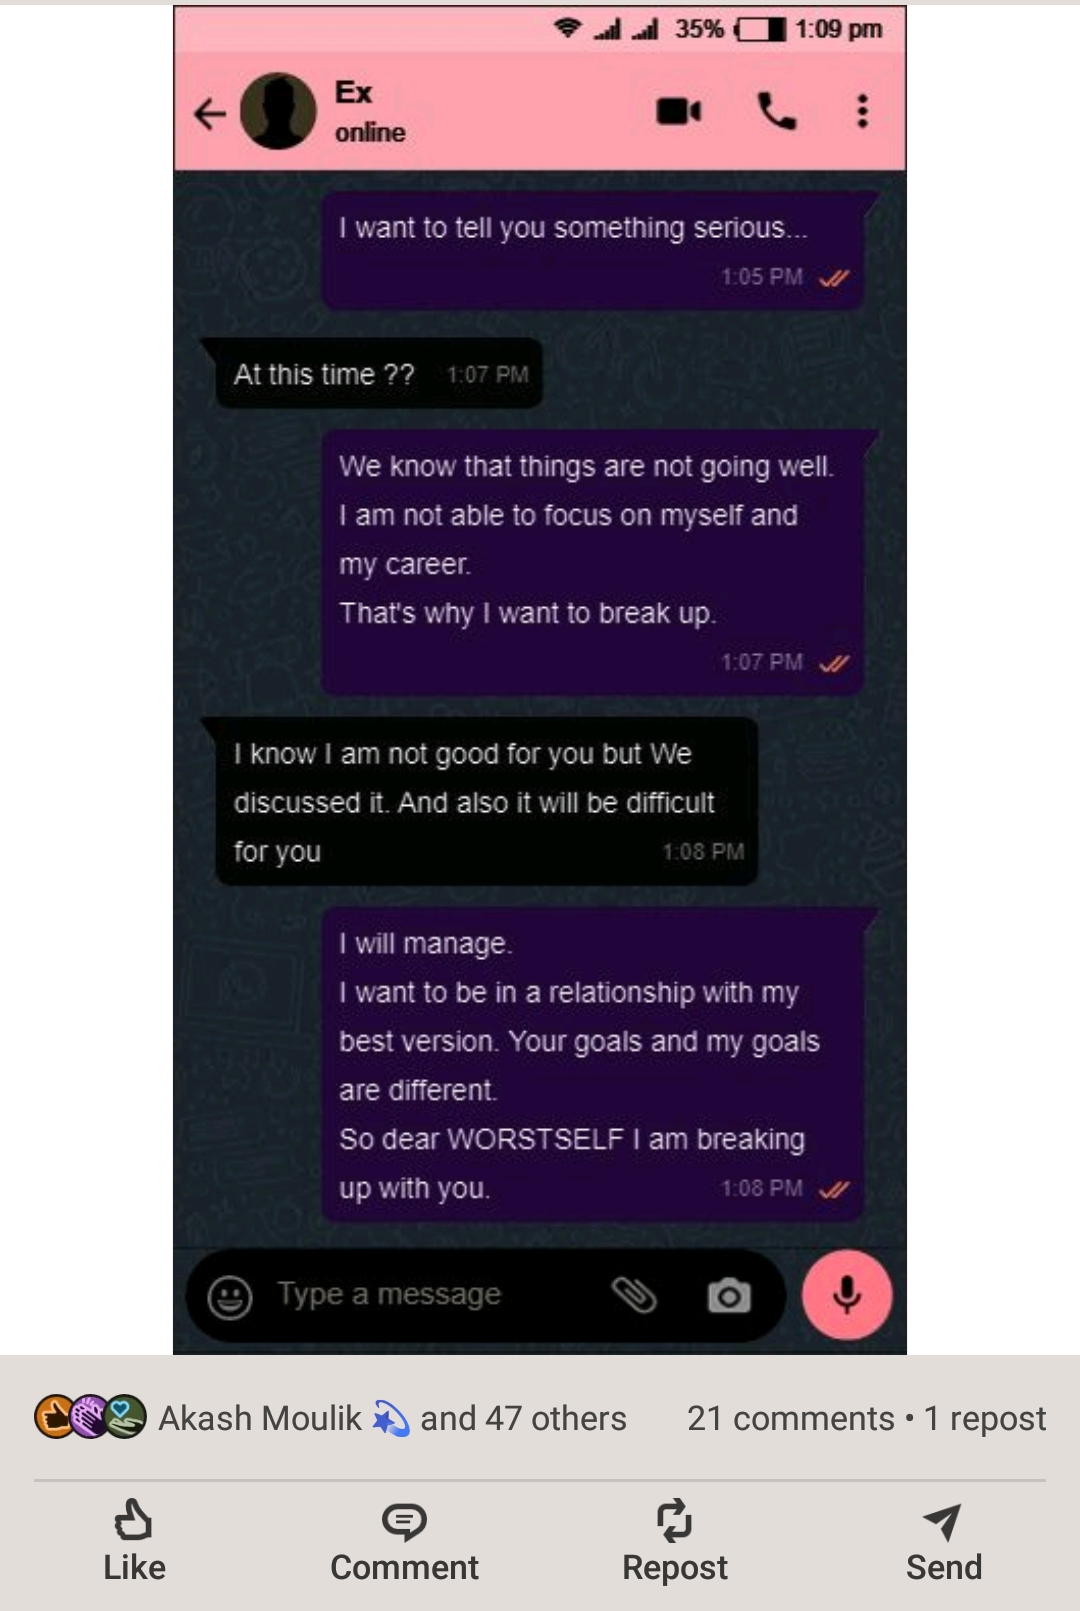 35% 1:09 pm
Ex
online
I want to tell you something serious...
1:05 PM
At this time ?? 1:07 PM
We know that things are not going well.
I am not able to focus on myself and
my career.
That's why I want to break up.
1:07 PM
I know I am not good for you but We
discussed it. And also it will be difficult
for you 1:08 PM
I will manage.
I want to be in a relationship with my
best version. Your goals and my goals
are different.
So dear WORSTSELF I am breaking
up with you. 1:08 PM
Type a message
Akash Moulik 💫 and 47 others 21 comments • 1 repost
Like Comment Repost Send